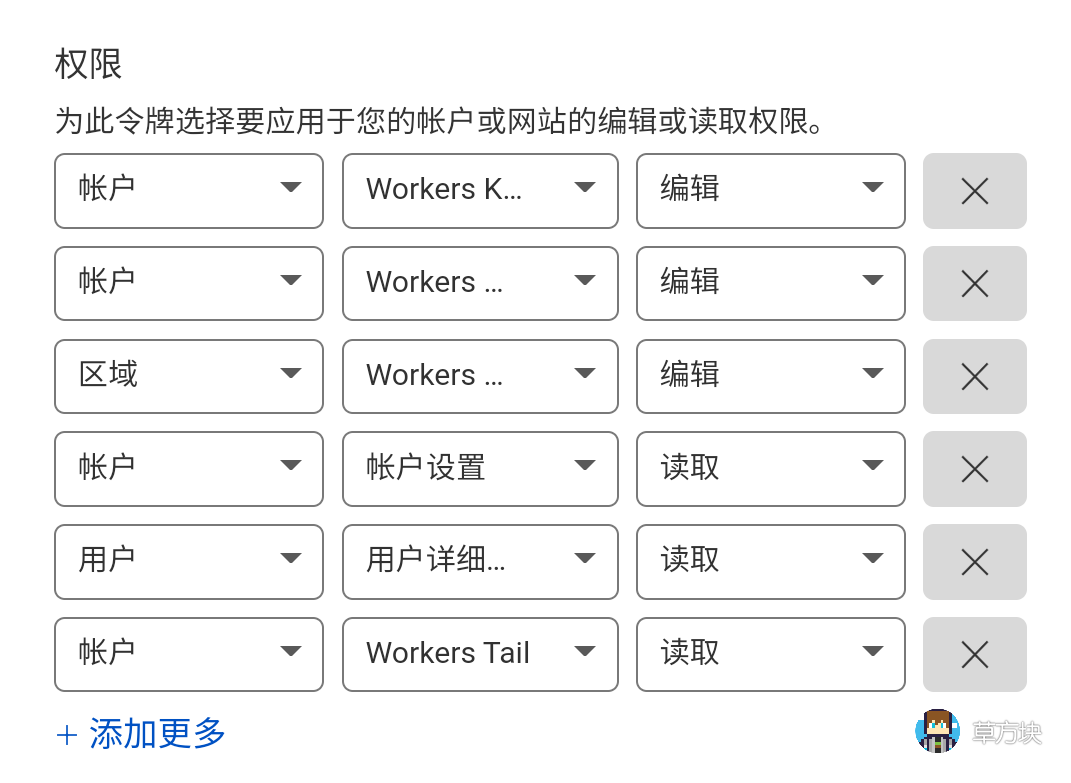 权限
为此令牌选择要应用于您的帐户或网站的编辑或读取权限。
帐户 Workers K... 编辑
帐户 Workers ... 编辑
区域 Workers ... 编辑
帐户 帐户设置 读取
用户 用户详细... 读取
帐户 Workers Tail 读取
+ 添加更多
草方块